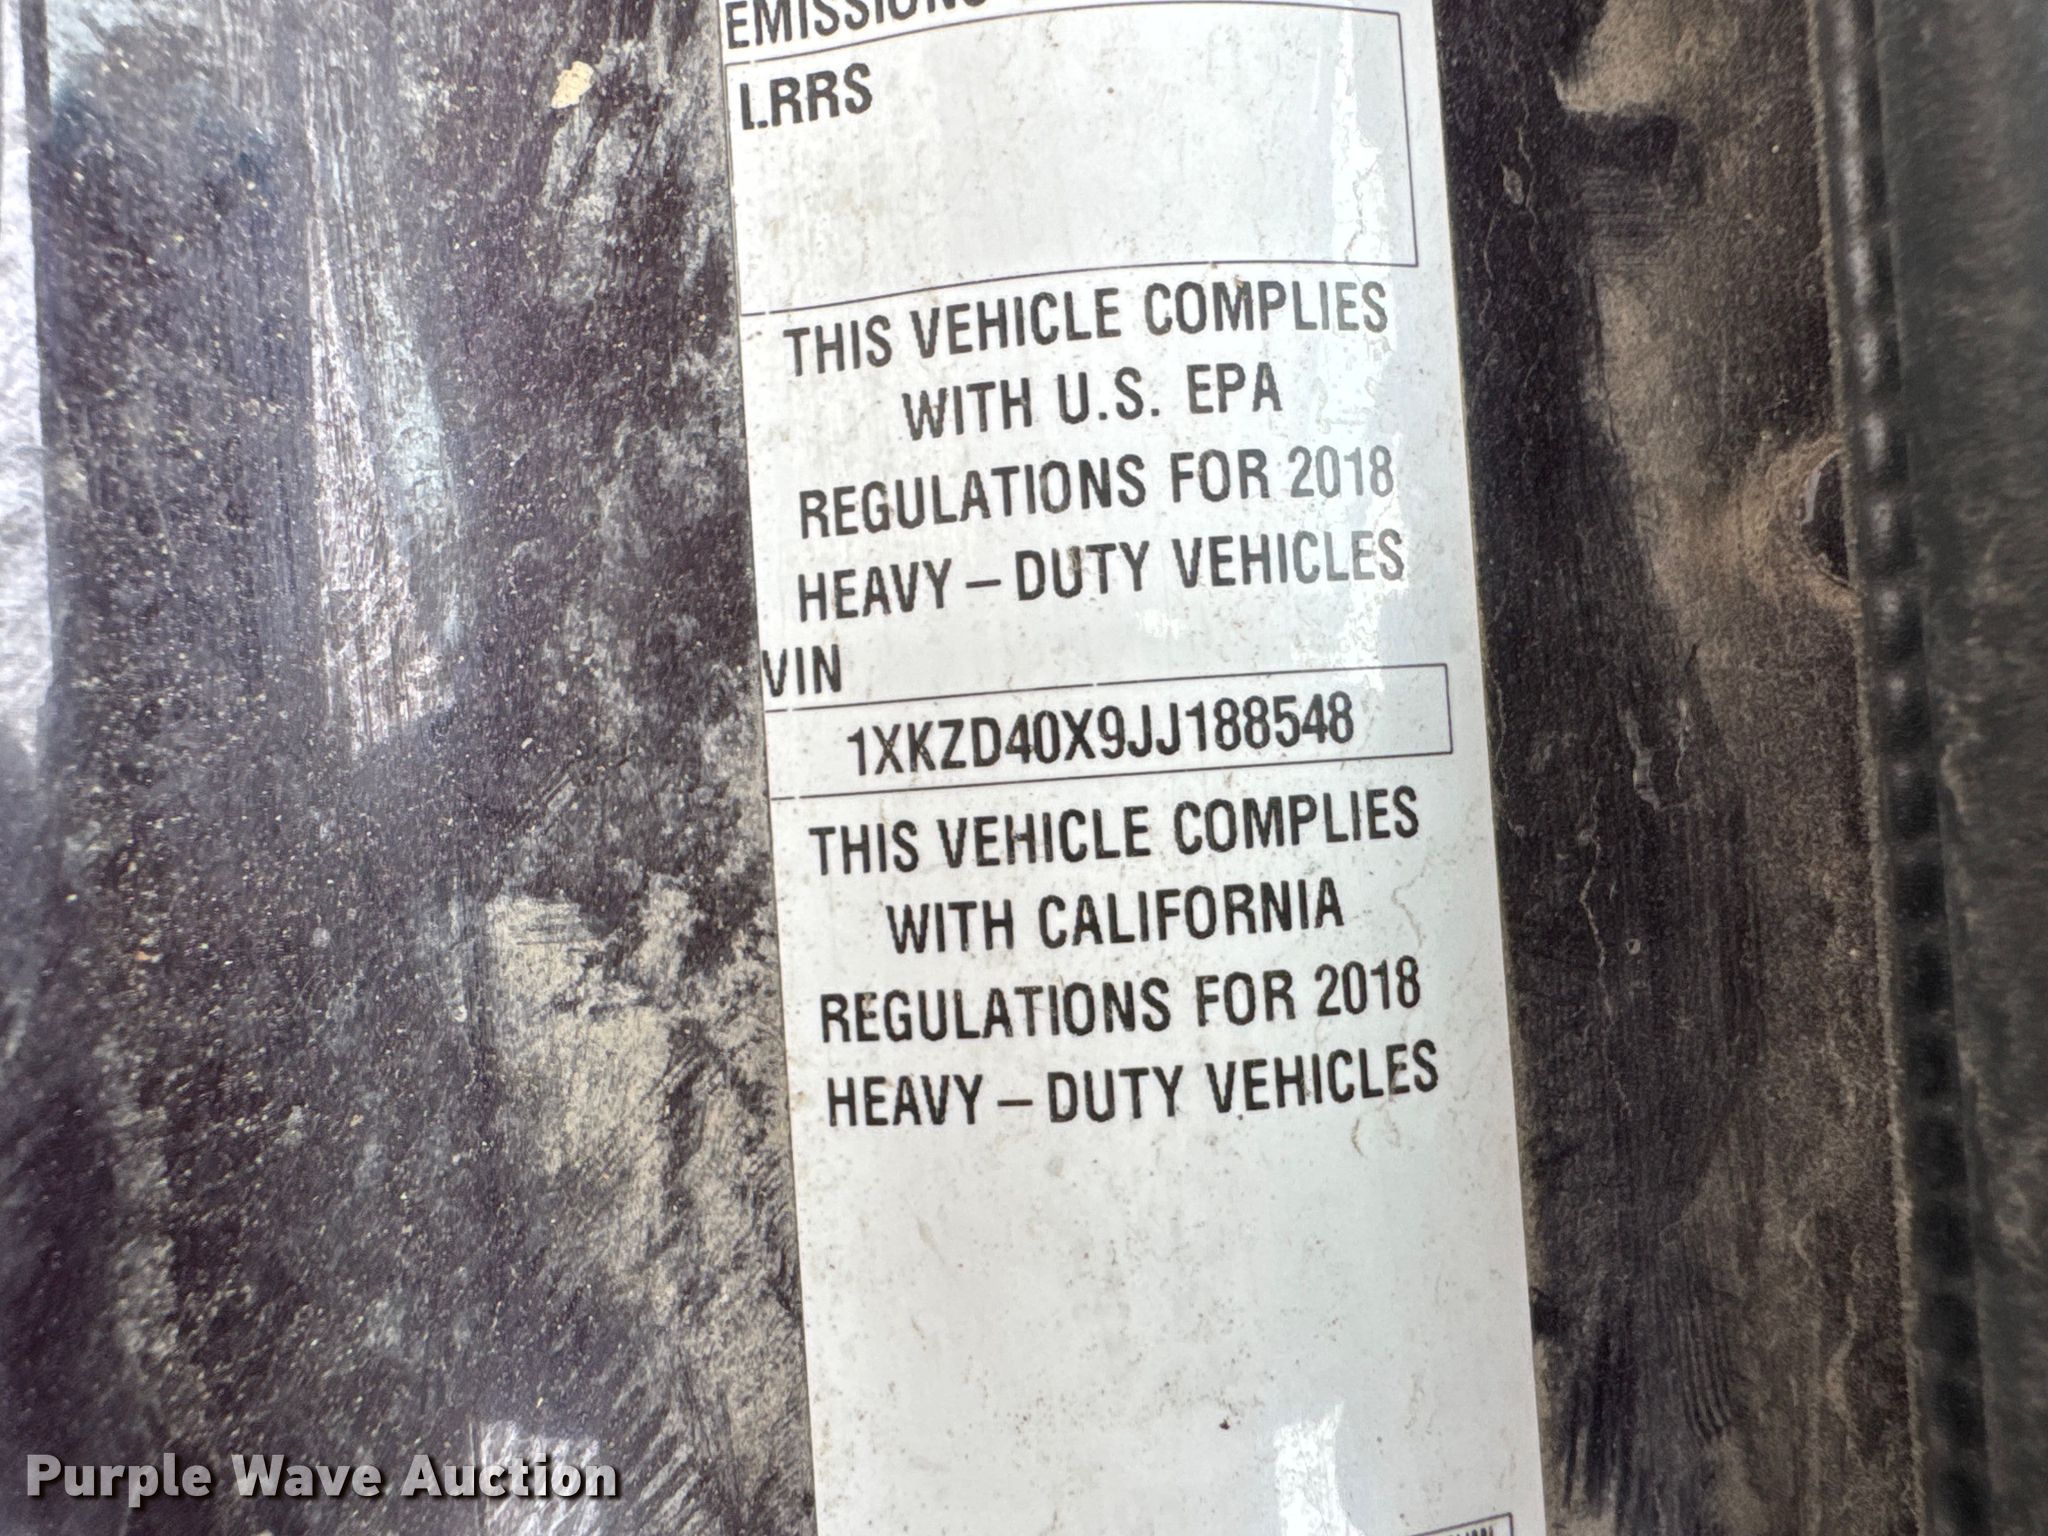 EMISSIONS
LRRS
THIS VEHICLE COMPLIES
WITH U.S. EPA
REGULATIONS FOR 2018
HEAVY – DUTY VEHICLES
VIN
1XKZD40X9JJ188548
THIS VEHICLE COMPLIES
WITH CALIFORNIA
REGULATIONS FOR 2018
HEAVY – DUTY VEHICLES
Purple Wave Auction